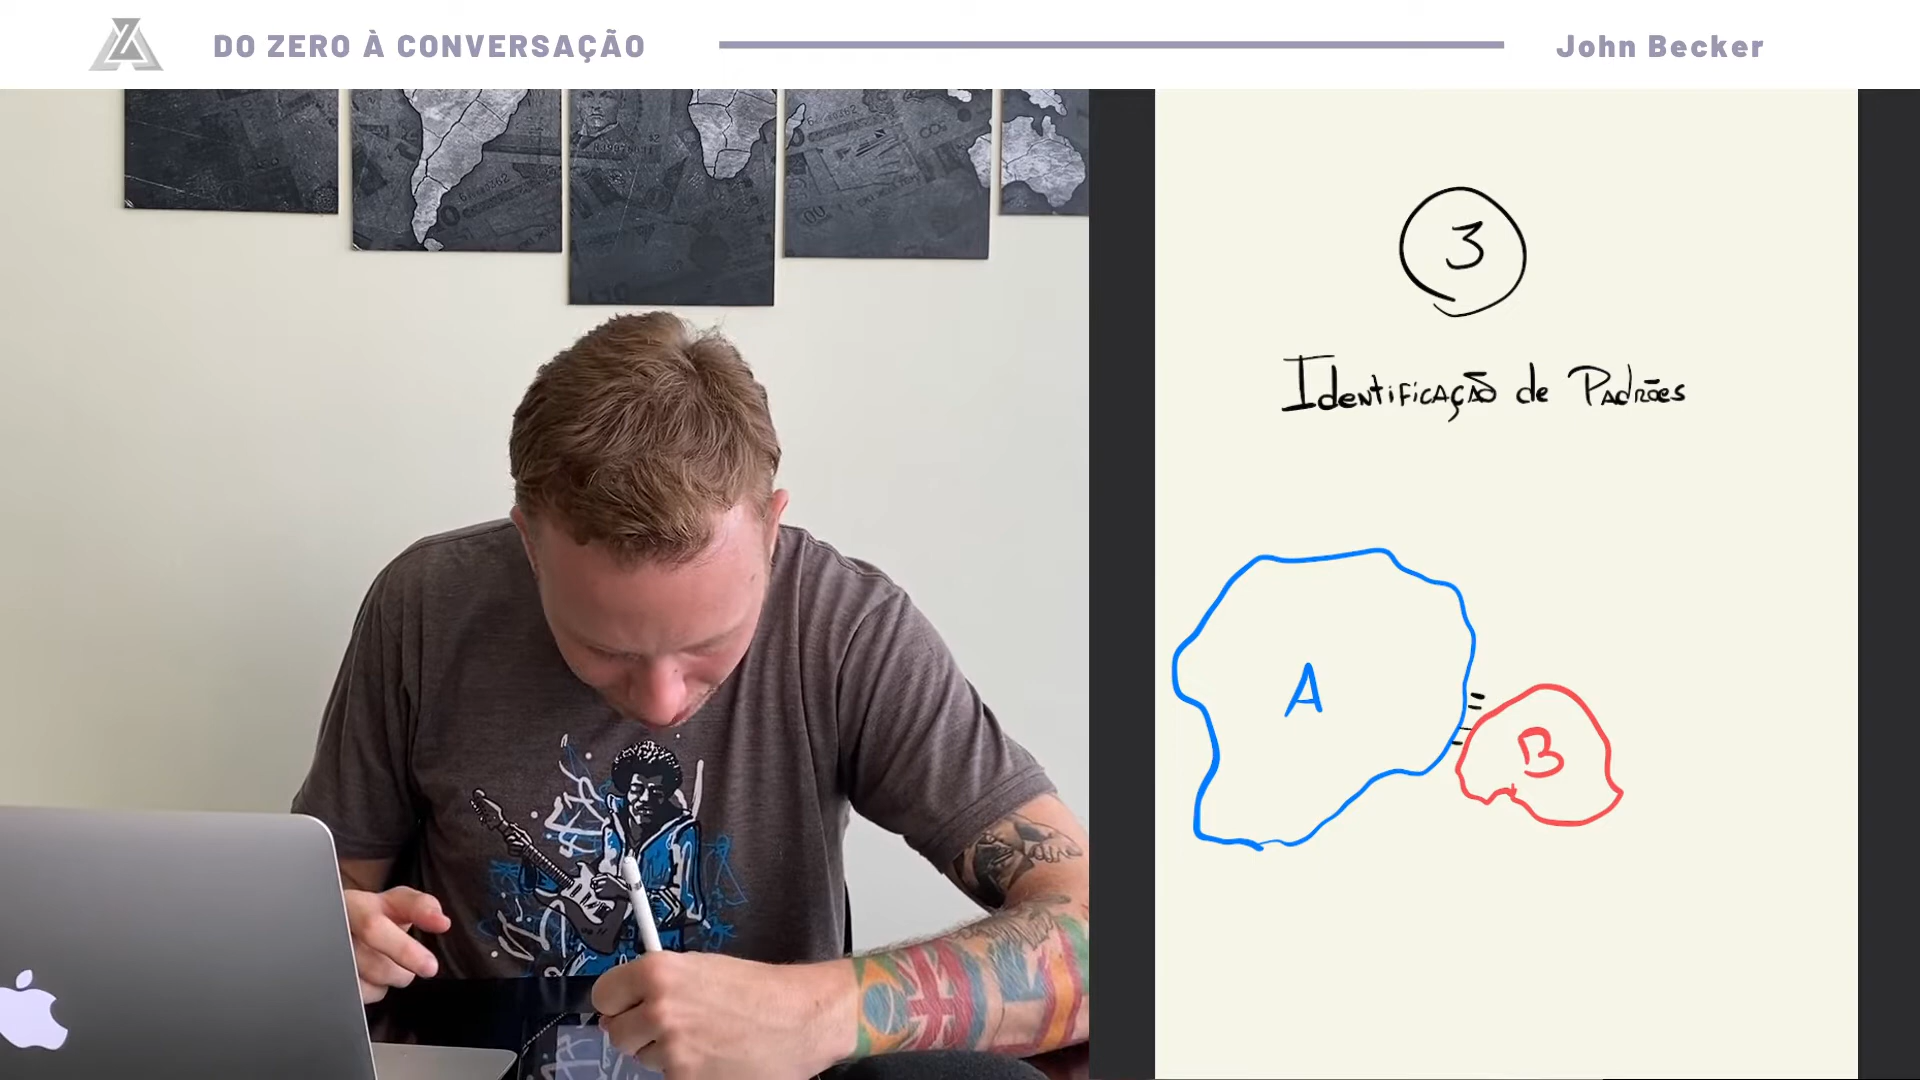 DO ZERO À CONVERSAÇÃO
John Becker
3
Identificação de Padrões
A
B